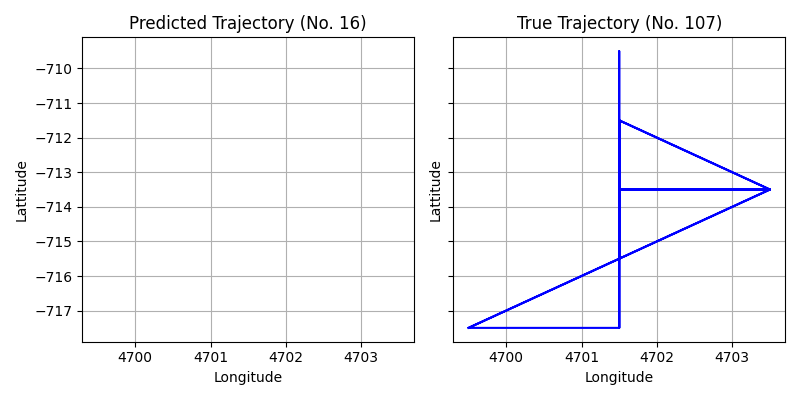 Predicted Trajectory (No. 16)
Lattitude
−710
−711
−712
−713
−714
−715
−716
−717
4700
4701
4702
4703
Longitude
True Trajectory (No. 107)
Lattitude
4700
4701
4702
4703
Longitude